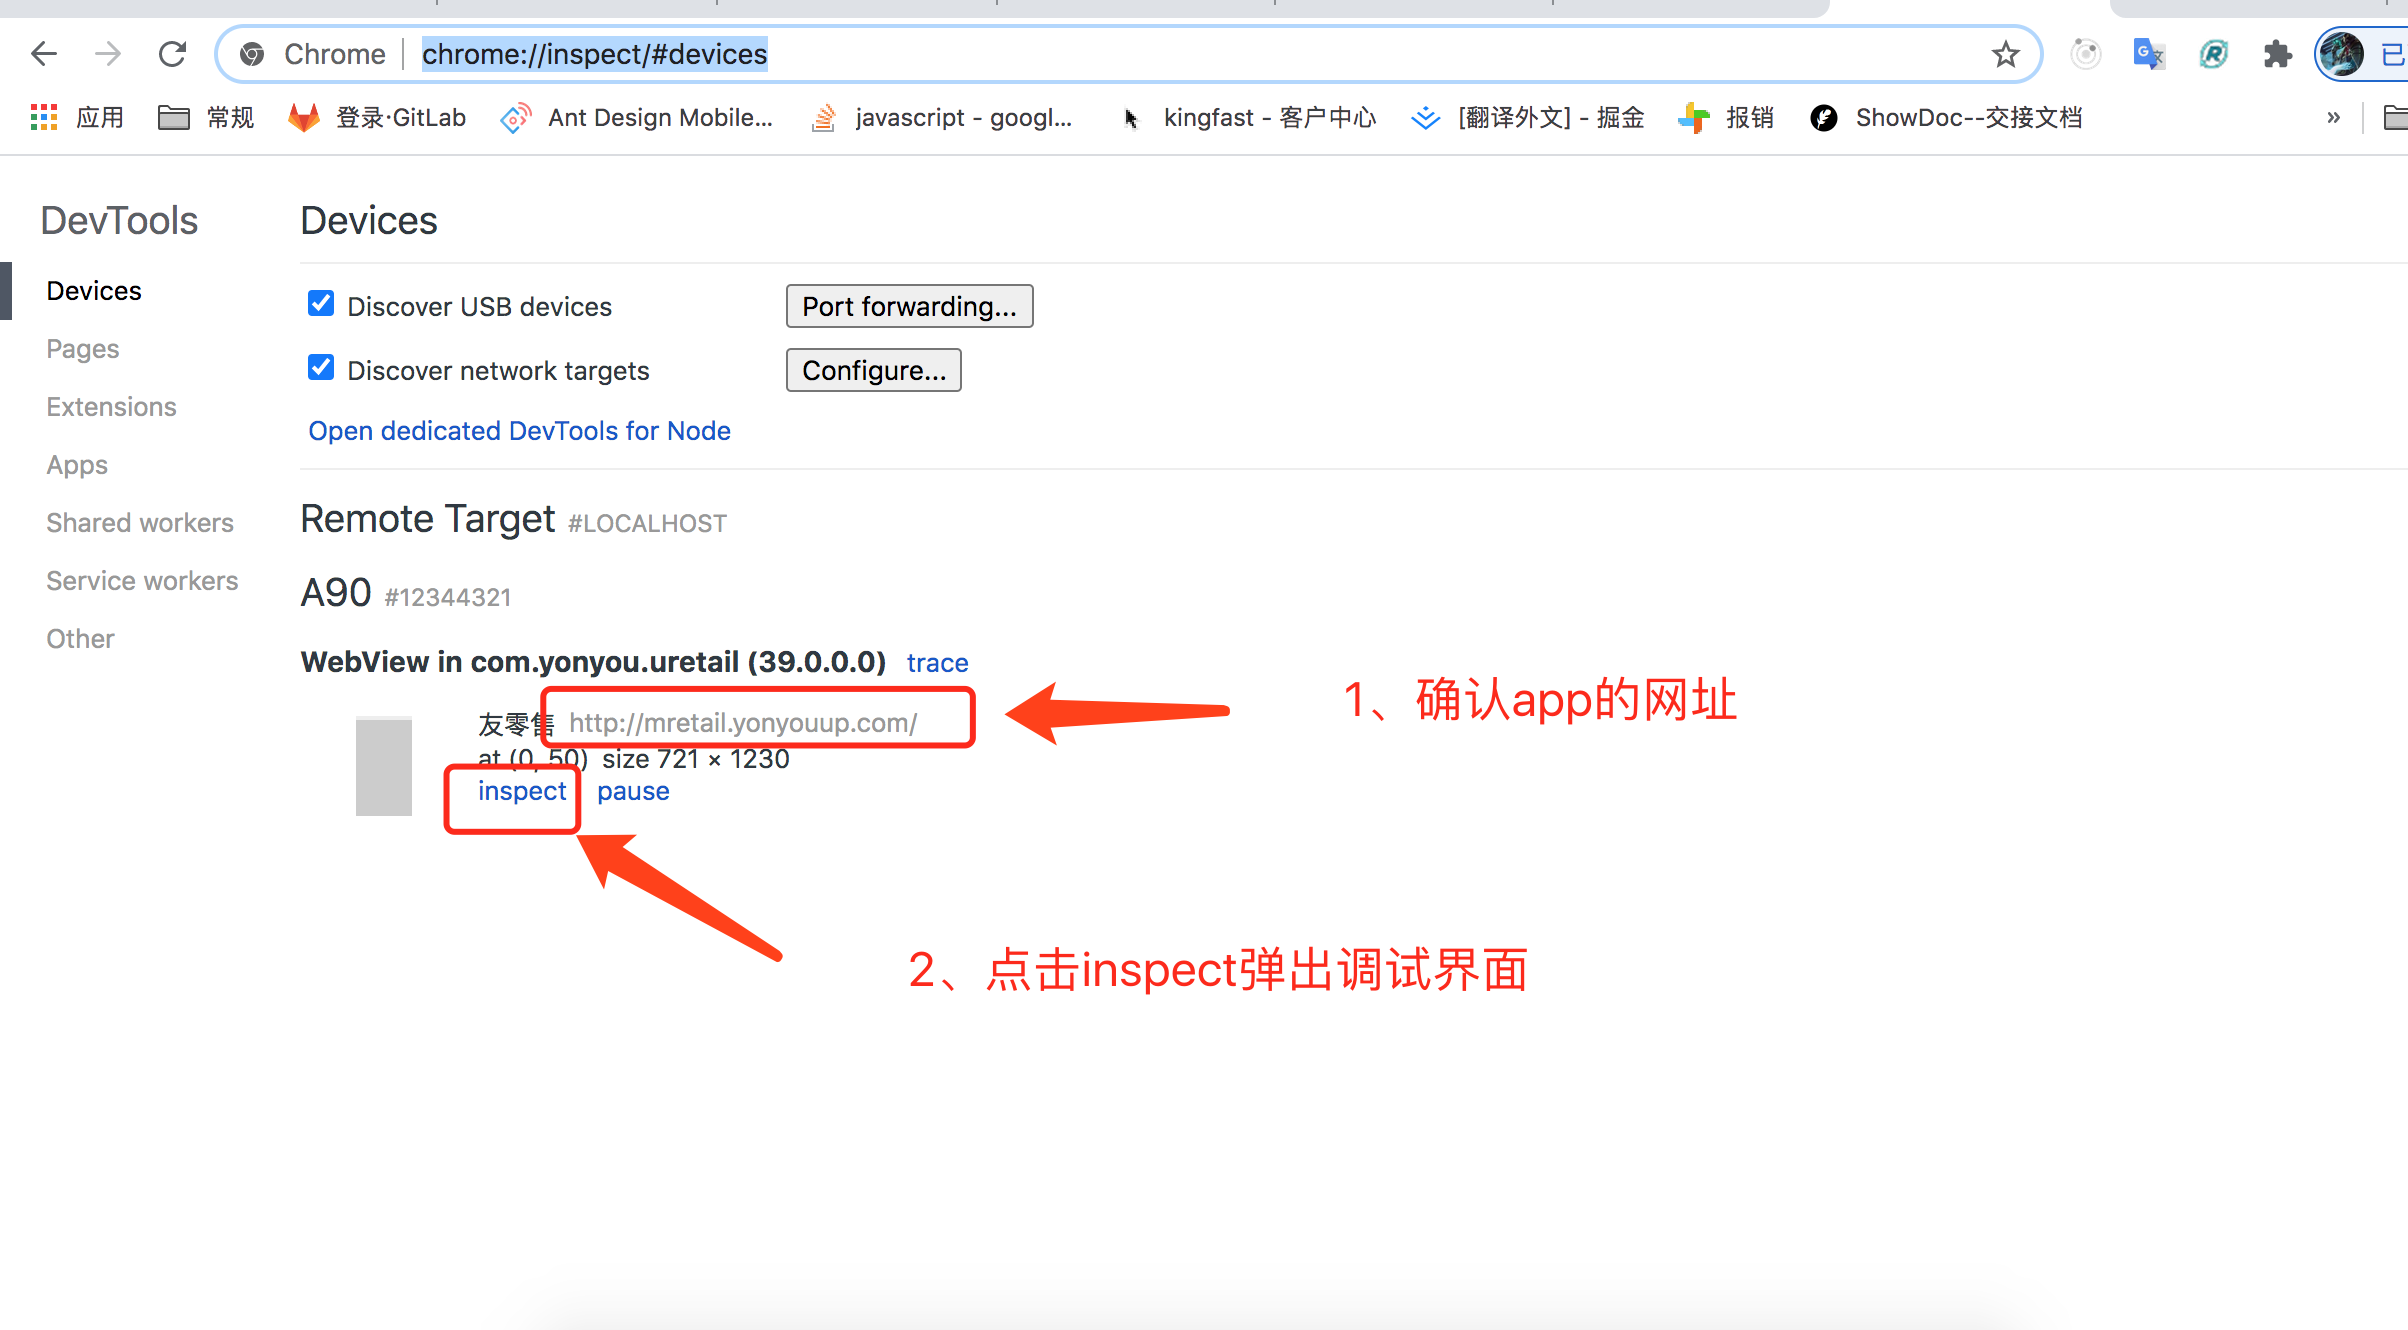 Chrome chrome://inspect/#devices 已
应用 常规 登录·GitLab Ant Design Mobile... javascript - googl... kingfast - 客户中心 [翻译外文] - 掘金 报销 ShowDoc--交接文档 »
DevTools
Devices
Pages
Extensions
Apps
Shared workers
Service workers
Other
Devices
Discover USB devices Port forwarding...
Discover network targets Configure...
Open dedicated DevTools for Node
Remote Target #LOCALHOST
A90 #12344321
WebView in com.yonyou.uretail (39.0.0.0) trace
友零售 http://mretail.yonyouup.com/
at (0, 50) size 721 × 1230
inspect pause
1、确认app的网址
2、点击inspect弹出调试界面